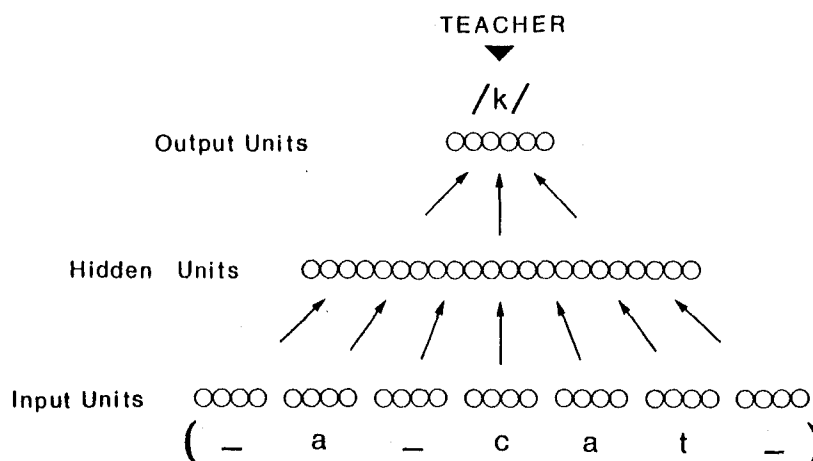 TEACHER
/k/
Output Units
Hidden Units
Input Units
( _ a _ c a t _ )